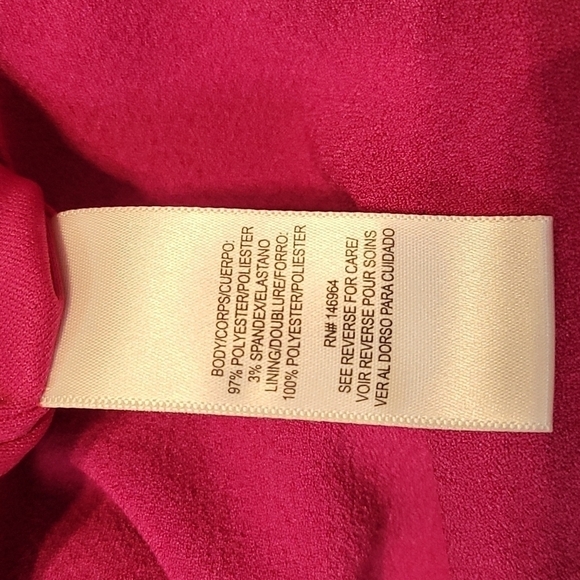 BODY/CORPS/CUERPO:
97% POLYESTER/POLIESTER
3% SPANDEX/ELASTANO
LINING/DOUBLURE/FORRO:
100% POLYESTER/POLIESTER
RN# 146964
SEE REVERSE FOR CARE/
VOIR REVERSE POUR SOINS
VER AL DORSO PARA CUIDADO